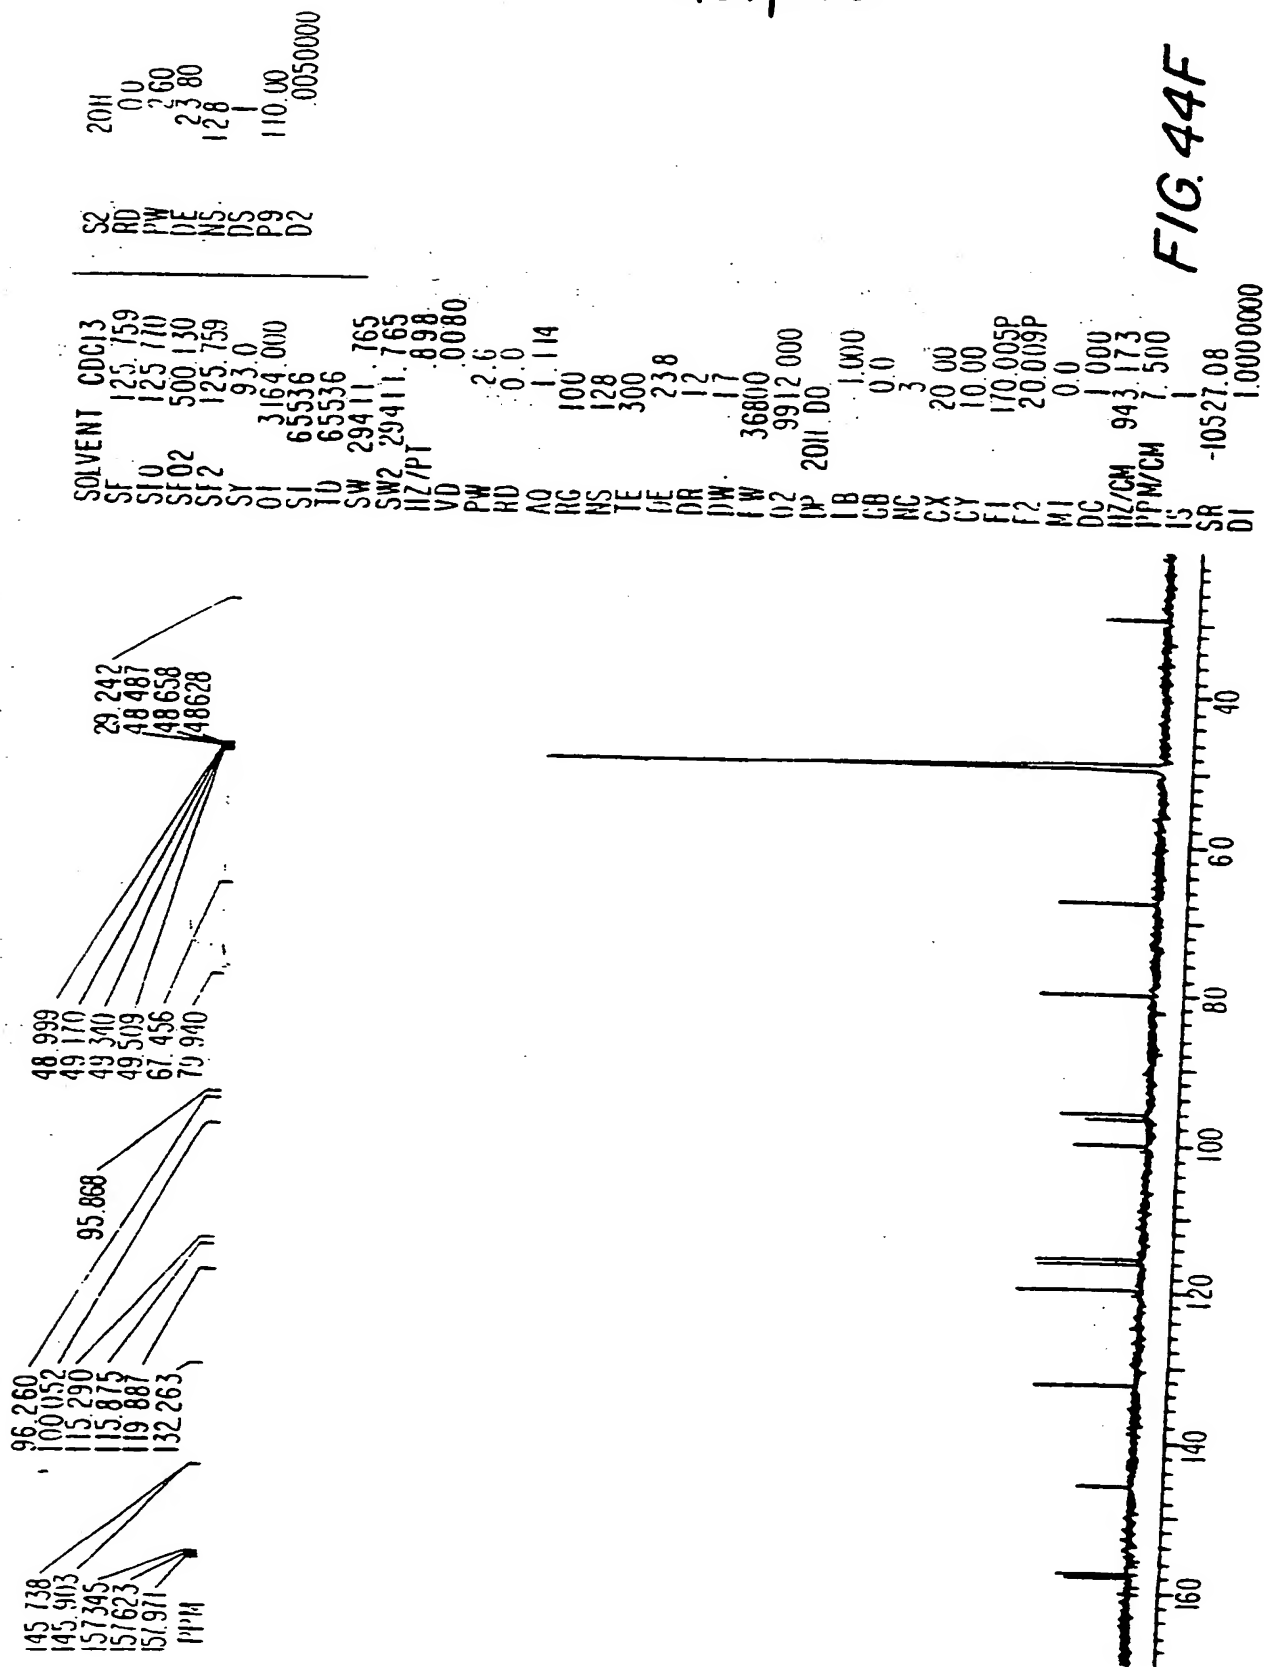 145 738
145.903
157 345
157623
157.971
PPM
96.260
100 052
115.290
115.875
119 887
132.263
95.868
48 999
49 170
49 340
49.509
67. 456
79 940
29. 242
48 487
48 658
48628
SOLVENT CDCl3
SF 125. 759
SFO 125 770
SFO2 500 130
SF2 125.759
SY 93.0
O1 3164.000
SI 65536
TD 65536
SW 29411 .765
SW2 29411.765
HZ/PT .898
VD .0080
PW 2.6
RD 0.0
AQ 1.114
RG 100
NS 128
TE 300
DE 23.8
DR 12
DW 17
FW 36800
O2 9912 000
DP 20H DO
LB 1.000
GB 0.0
NC 3
CX 20 00
CY 10.00
F1 170.005P
F2 20.009P
MI 0.0
DC 1 000
HZ/CM 943.173
PPM/CM 7. 500
IS 1
SR -10527.08
DI 1.0000000
S2 20H
RD 0 0
PW 2 60
DE 23 80
NS. 128
DS 1
P9 110.00
D2 .0050000
160 140 120 100 80 60 40
FIG. 44F